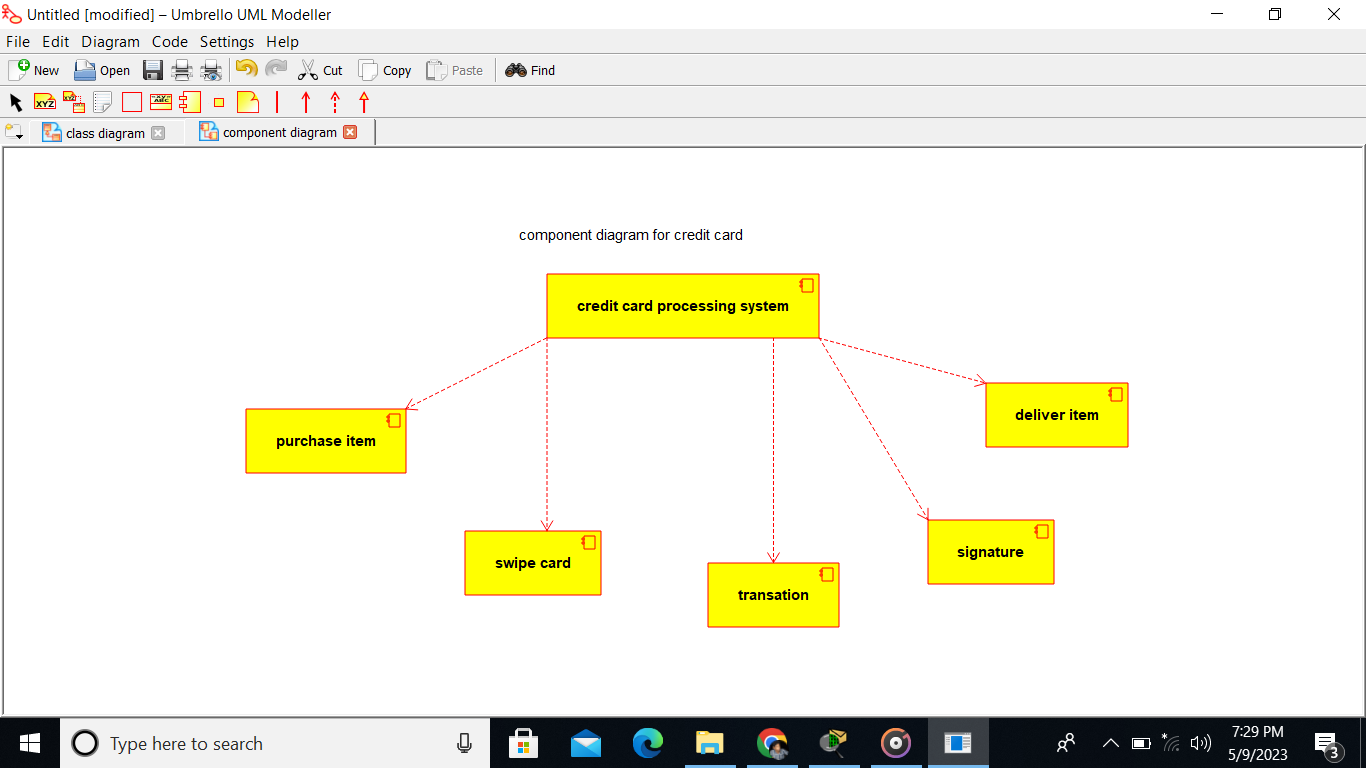 Untitled [modified] – Umbrello UML Modeller
File Edit Diagram Code Settings Help
New Open Cut Copy Paste Find
XYZ XYZ ABC
class diagram component diagram
component diagram for credit card
credit card processing system
deliver item
purchase item
signature
swipe card
transation
Type here to search
7:29 PM
5/9/2023
3